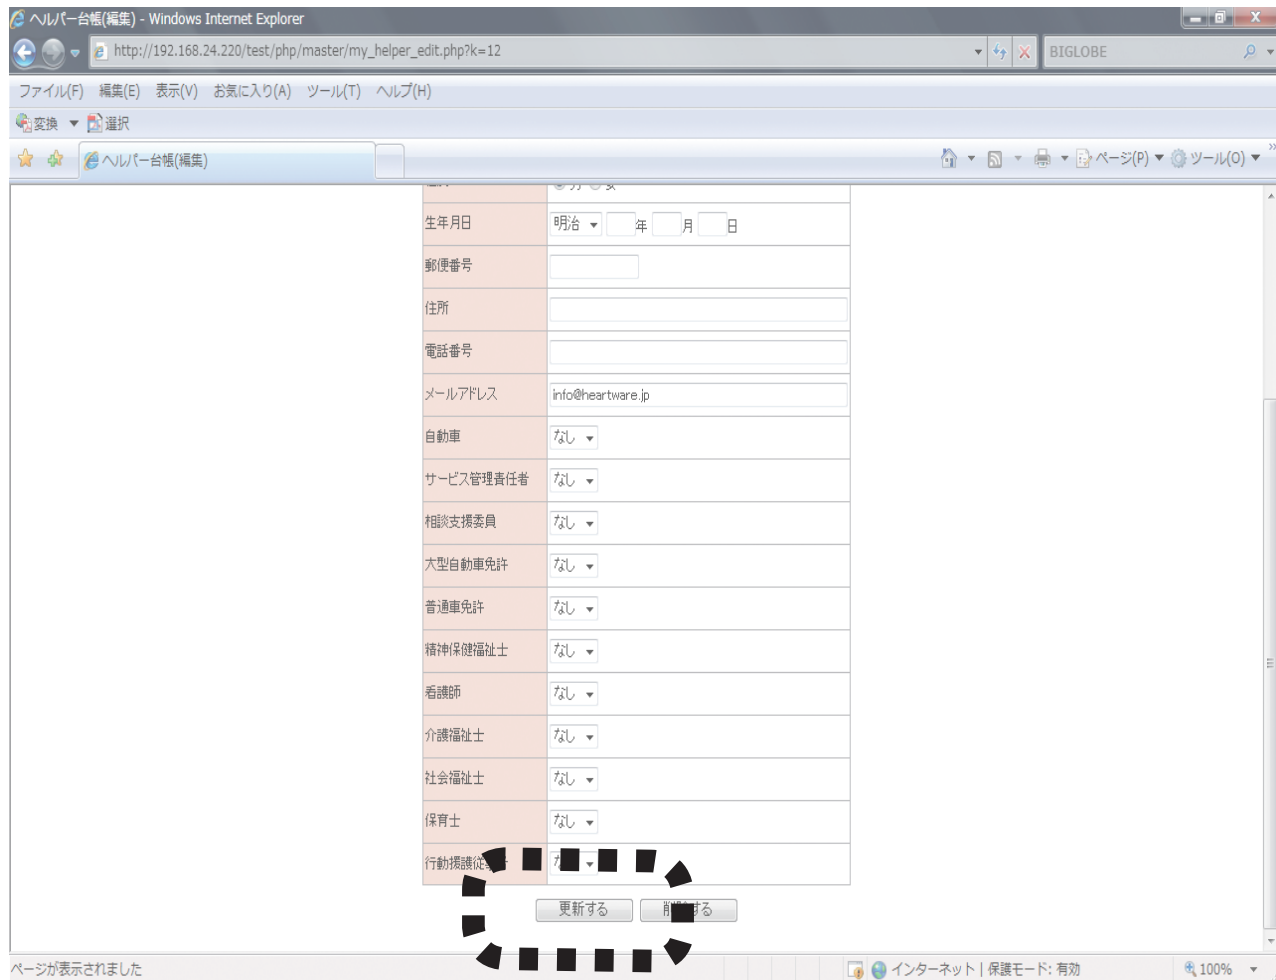 ヘルパー台帳(編集) - Windows Internet Explorer
http://192.168.24.220/test/php/master/my_helper_edit.php?k=12
BIGLOBE
ファイル(F) 編集(E) 表示(V) お気に入り(A) ツール(T) ヘルプ(H)
変換 選択
ヘルパー台帳(編集)
ページ(P) ツール(O)
生年月日 明治 年 月 日
郵便番号
住所
電話番号
メールアドレス info@heartware.jp
自動車 なし
サービス管理責任者 なし
相談支援委員 なし
大型自動車免許 なし
普通車免許 なし
精神保健福祉士 なし
看護師 なし
介護福祉士 なし
社会福祉士 なし
保育士 なし
行動援護従
更新する
ページが表示されました
インターネット | 保護モード: 有効
100%